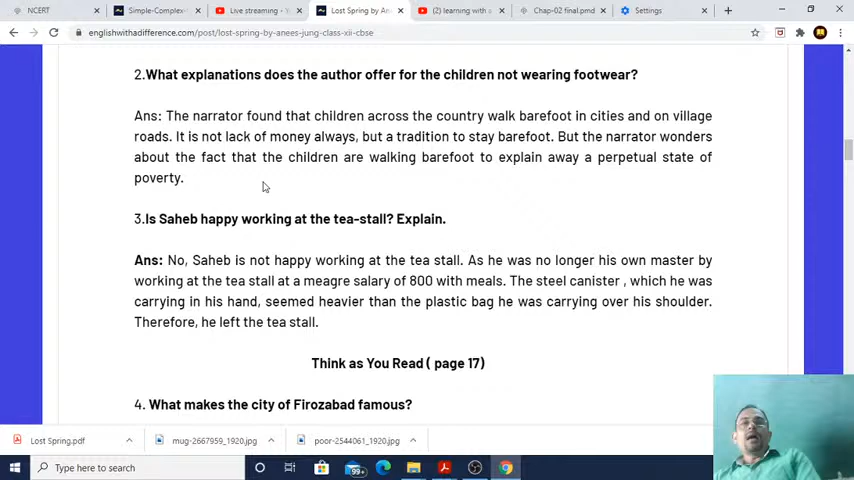 NCERT
Simple-Complex-
Live streaming - Y
Lost Spring by Ane
(2) learning with s
Chap-02 final.pmd
Settings
englishwithadifference.com/post/lost-spring-by-anees-jung-class-xii-cbse
2.What explanations does the author offer for the children not wearing footwear?
Ans: The narrator found that children across the country walk barefoot in cities and on village
roads. It is not lack of money always, but a tradition to stay barefoot. But the narrator wonders
about the fact that the children are walking barefoot to explain away a perpetual state of
poverty.
3.Is Saheb happy working at the tea-stall? Explain.
Ans: No, Saheb is not happy working at the tea stall. As he was no longer his own master by
working at the tea stall at a meagre salary of 800 with meals. The steel canister , which he was
carrying in his hand, seemed heavier than the plastic bag he was carrying over his shoulder.
Therefore, he left the tea stall.
Think as You Read ( page 17)
4. What makes the city of Firozabad famous?
Lost Spring.pdf
mug-2667959_1920.jpg
poor-2544061_1920.jpg
Type here to search
99+